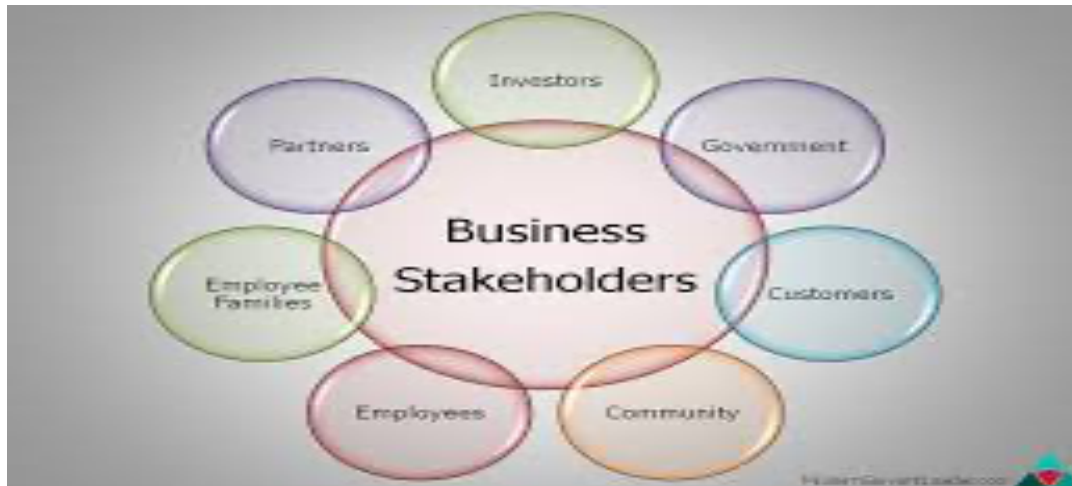 Investors
Government
Customers
Community
Employees
Employee
Families
Partners
Business
Stakeholders